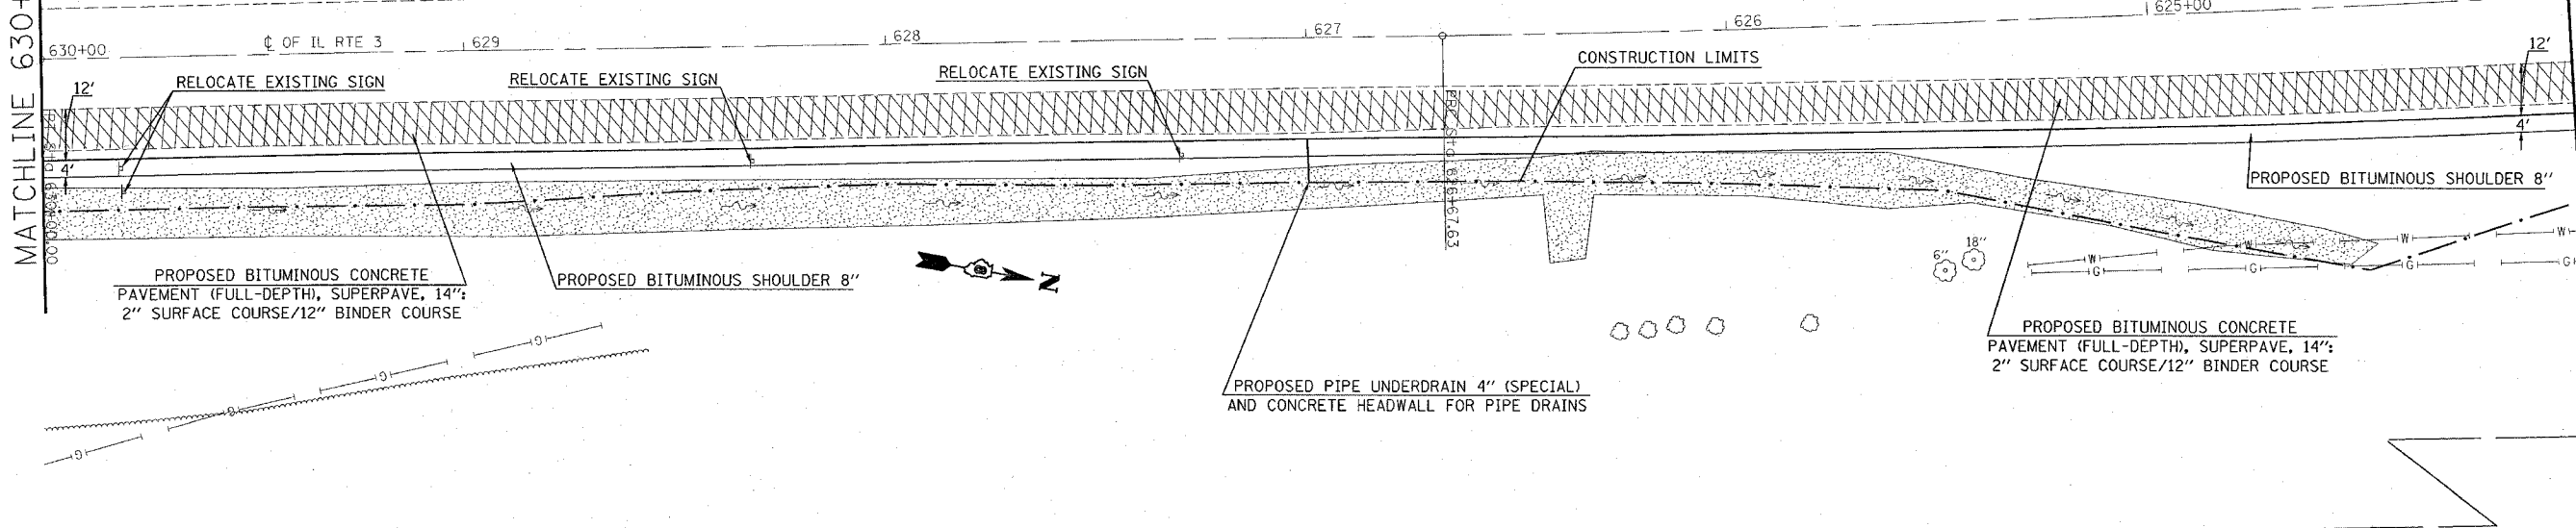 MATCHLINE 630+
630+00
℄ OF IL RTE 3
629
628
627
626
625+00
12'
RELOCATE EXISTING SIGN
RELOCATE EXISTING SIGN
RELOCATE EXISTING SIGN
CONSTRUCTION LIMITS
12'
4'
4'
PROPOSED BITUMINOUS SHOULDER 8"
PROPOSED BITUMINOUS CONCRETE
PAVEMENT (FULL-DEPTH), SUPERPAVE, 14":
2" SURFACE COURSE/12" BINDER COURSE
PROPOSED BITUMINOUS SHOULDER 8"
N
6"
18"
W
G
W
G
W
G
W
G
PROPOSED BITUMINOUS CONCRETE
PAVEMENT (FULL-DEPTH), SUPERPAVE, 14":
2" SURFACE COURSE/12" BINDER COURSE
PROPOSED PIPE UNDERDRAIN 4" (SPECIAL)
AND CONCRETE HEADWALL FOR PIPE DRAINS
G
G
G
G